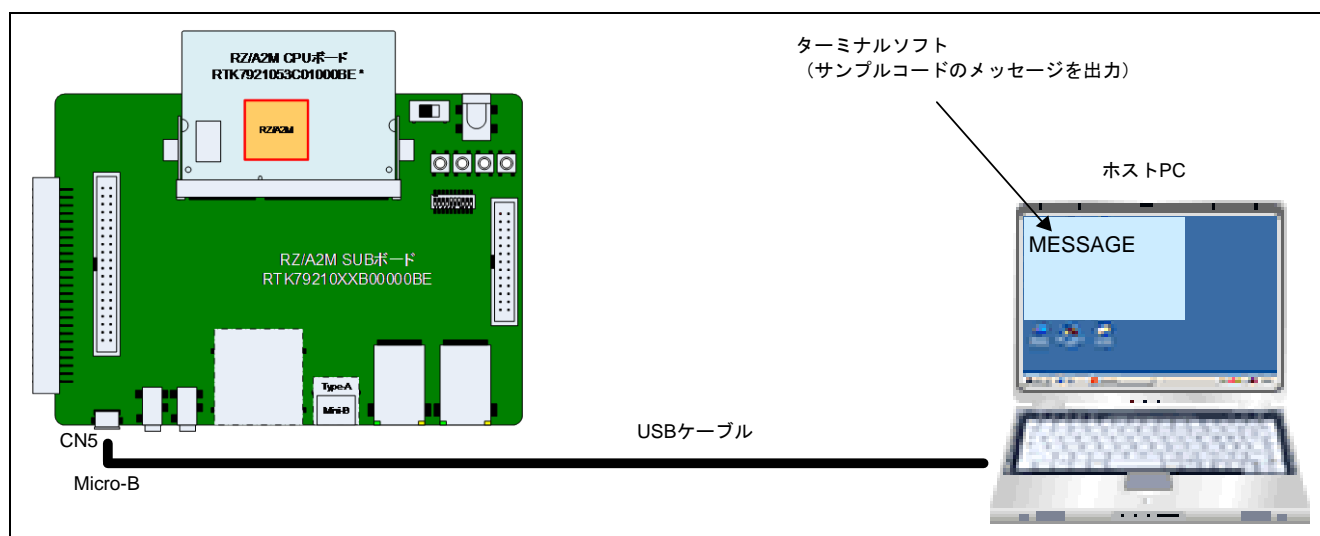 RZ/A2M CPUボード
RTK7921053C01000BE *
RZ/A2M
RZ/A2M SUBボード
RTK79210XXB00000BE
Type-A
Mini-B
CN5
Micro-B
USBケーブル
ターミナルソフト
（サンプルコードのメッセージを出力）
ホストPC
MESSAGE